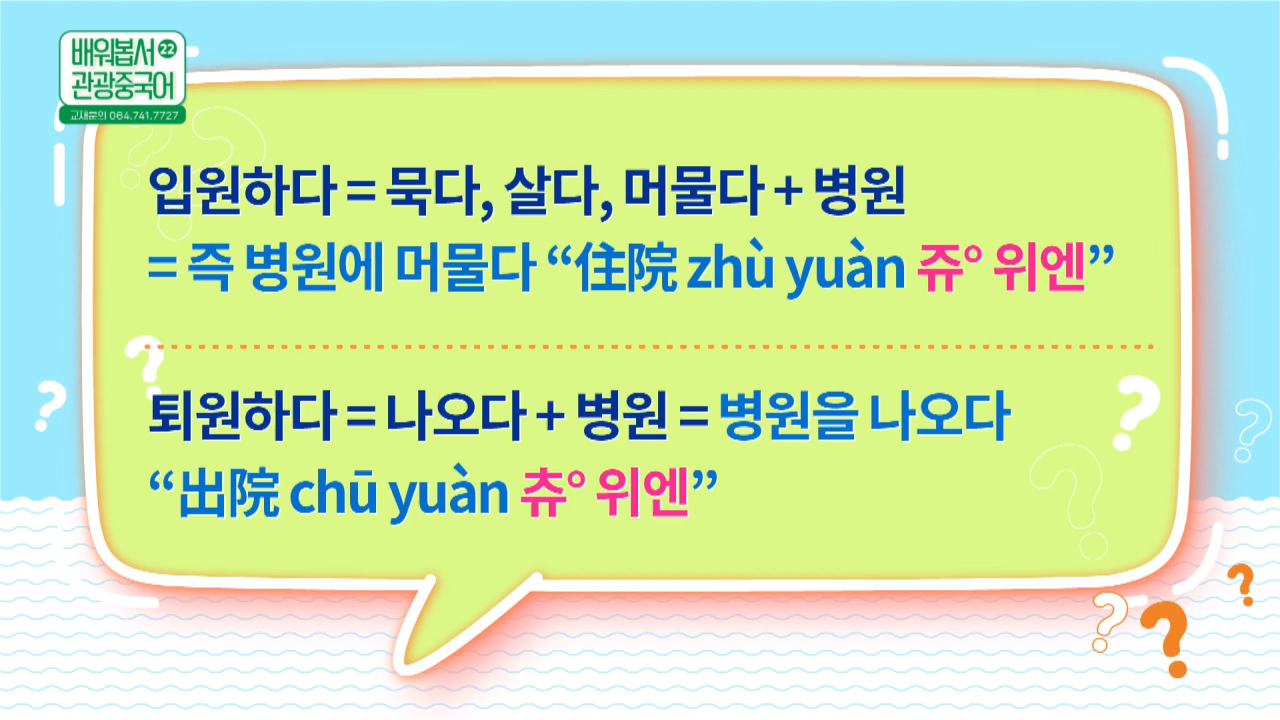 배워봅서 22
관광중국어
교재문의 064.741.7727
입원하다 = 묵다, 살다, 머물다 + 병원
= 즉 병원에 머물다 “住院 zhù yuàn 쥬° 위엔”
퇴원하다 = 나오다 + 병원 = 병원을 나오다
“出院 chū yuàn 츄° 위엔”